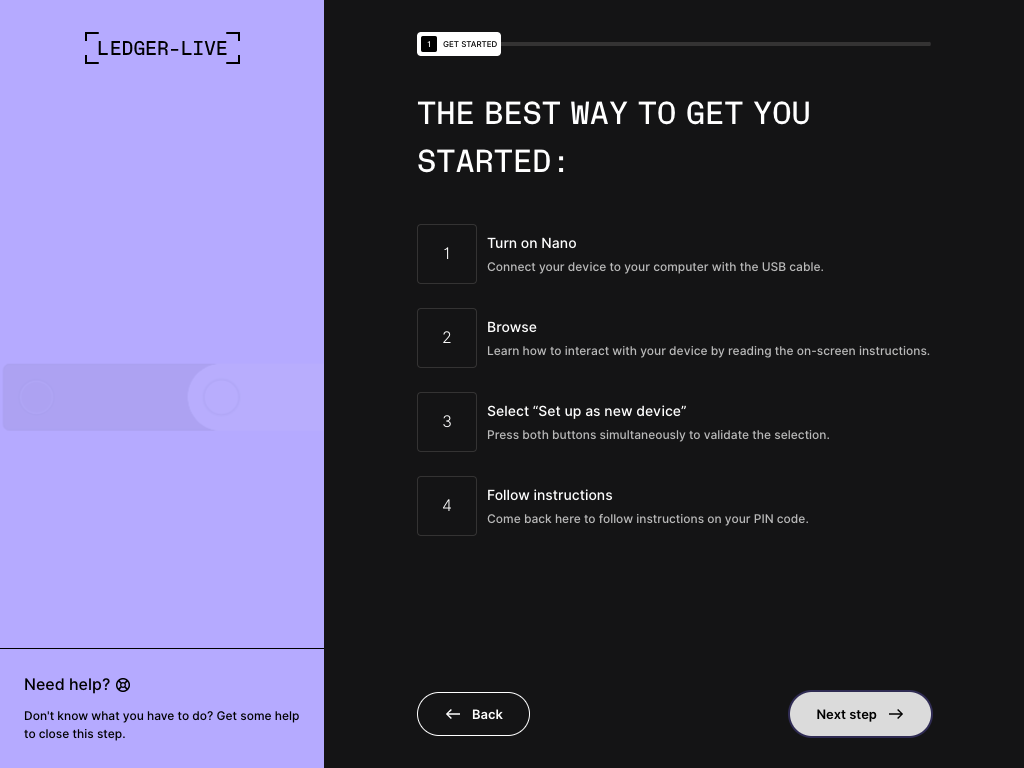 LEDGER-LIVE
1 GET STARTED
THE BEST WAY TO GET YOU
STARTED:
1
Turn on Nano
Connect your device to your computer with the USB cable.
2
Browse
Learn how to interact with your device by reading the on-screen instructions.
3
Select “Set up as new device”
Press both buttons simultaneously to validate the selection.
4
Follow instructions
Come back here to follow instructions on your PIN code.
Need help?
Don't know what you have to do? Get some help
to close this step.
Back
Next step